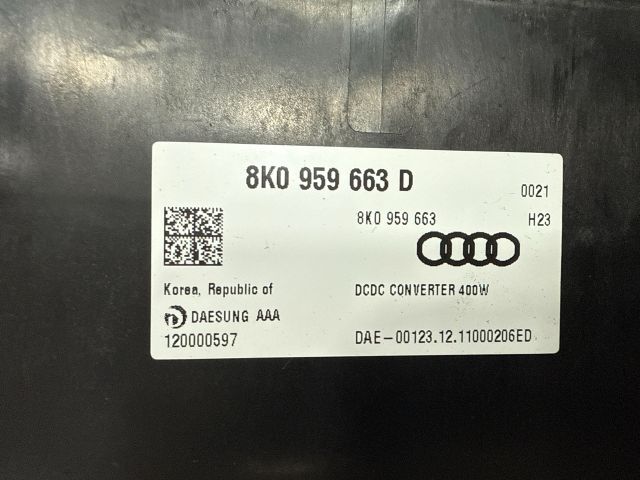 8K0 959 663 D
0021
8K0 959 663
H23
Korea, Republic of
DCDC CONVERTER 400W
DAESUNG AAA
120000597
DAE-00123.12.11000206ED